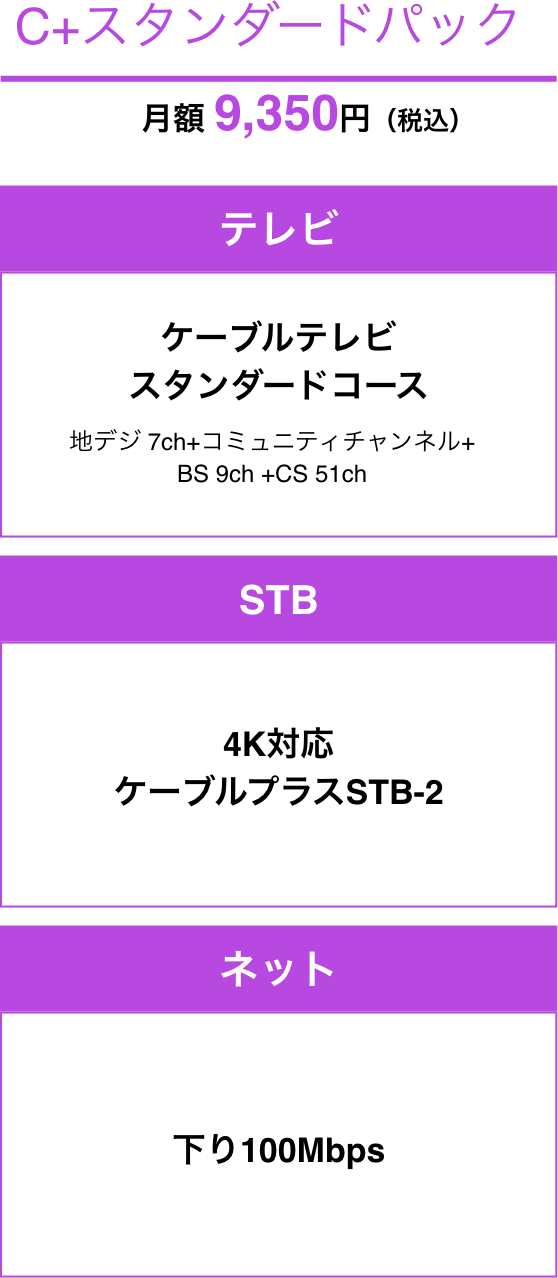 C+スタンダードパック
月額 9,350円（税込）
テレビ
ケーブルテレビ
スタンダードコース
地デジ 7ch+コミュニティチャンネル+
BS 9ch +CS 51ch
STB
4K対応
ケーブルプラスSTB-2
ネット
下り100Mbps